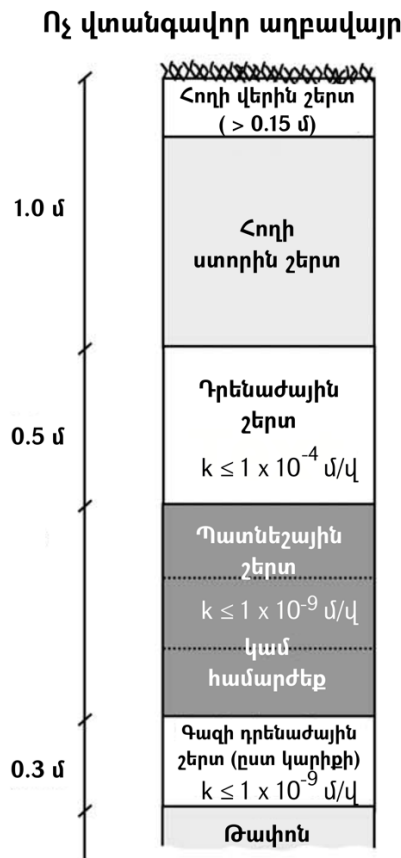 Ոչ վտանգավոր աղբավայր
Հողի վերին շերտ
( > 0.15 մ)
1.0 մ
Հողի
ստորին շերտ
Դրենաժային
շերտ
0.5 մ
k ≤ 1 x 10⁻⁴ մ/վ
Պատնեշային
շերտ
k ≤ 1 x 10⁻⁹ մ/վ
կամ
համարժեք
Գազի դրենաժային
0.3 մ
շերտ (ըստ կարիքի)
k ≤ 1 x 10⁻⁹ մ/վ
Թափոն